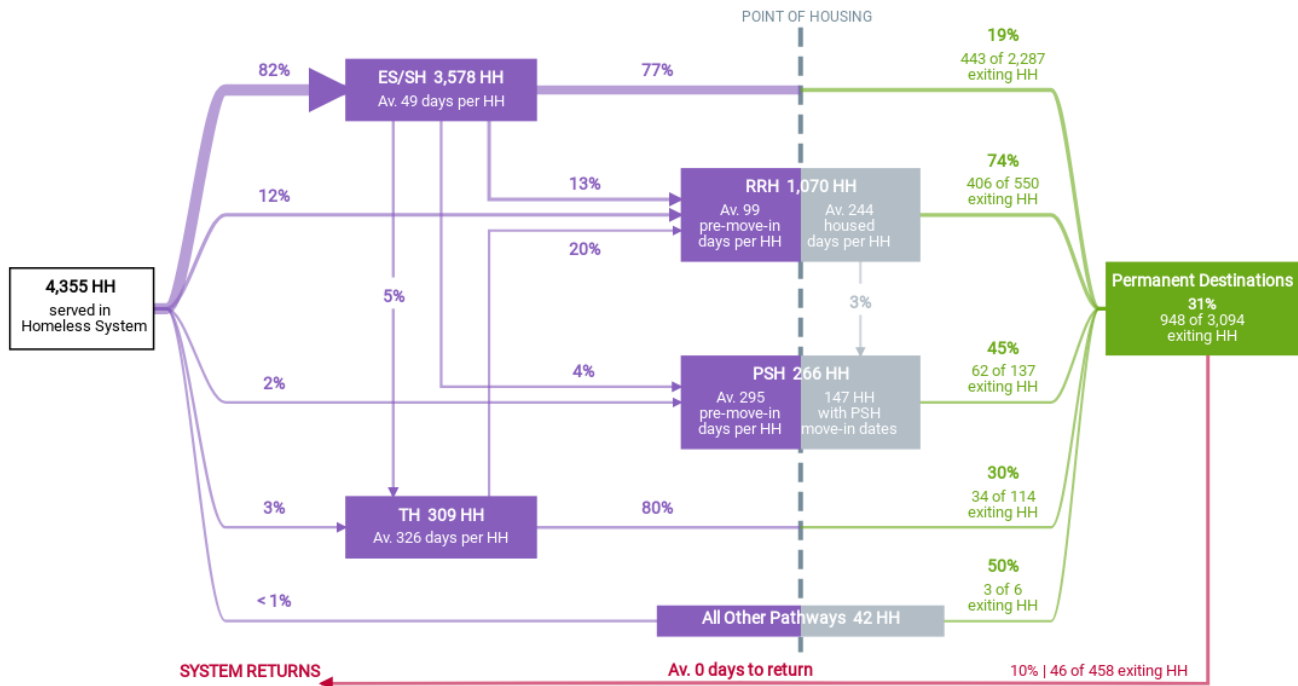 POINT OF HOUSING
82%
ES/SH 3,578 HH
Av. 49 days per HH
77%
19%
443 of 2,287
exiting HH
12%
13%
RRH 1,070 HH
Av. 99
pre-move-in
days per HH
Av. 244
housed
days per HH
74%
406 of 550
exiting HH
20%
4,355 HH
served in
Homeless System
5%
3%
Permanent Destinations
31%
948 of 3,094
exiting HH
2%
4%
PSH 266 HH
Av. 295
pre-move-in
days per HH
147 HH
with PSH
move-in dates
45%
62 of 137
exiting HH
3%
TH 309 HH
Av. 326 days per HH
80%
30%
34 of 114
exiting HH
< 1%
All Other Pathways 42 HH
50%
3 of 6
exiting HH
SYSTEM RETURNS
Av. 0 days to return
10% | 46 of 458 exiting HH